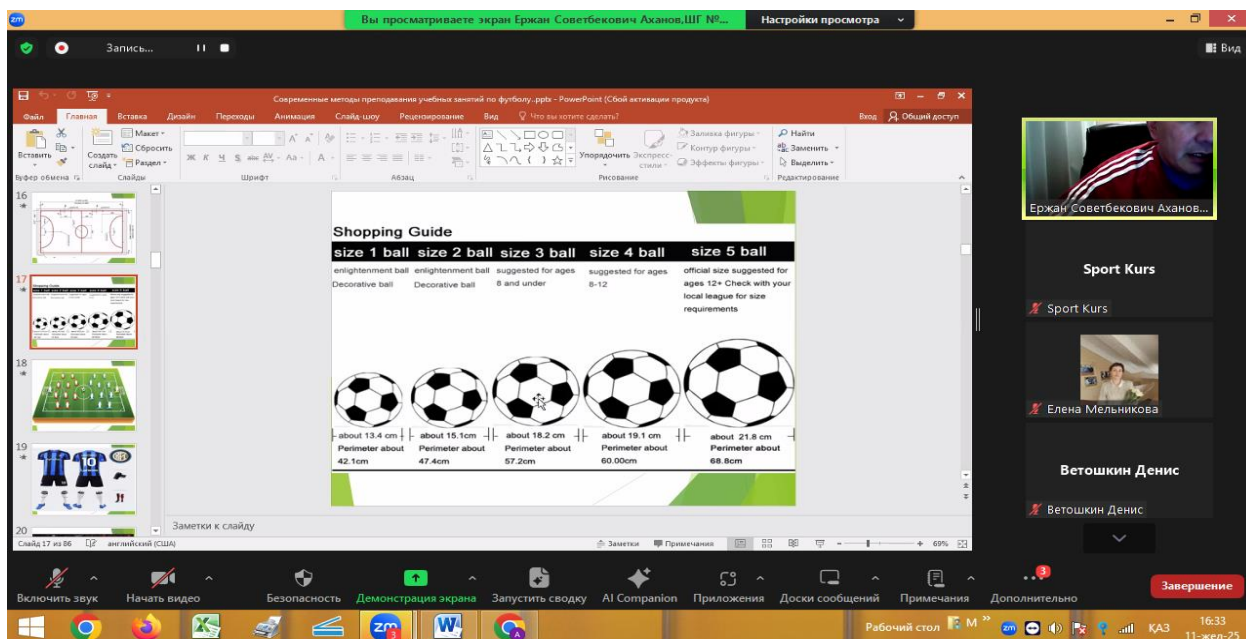 zm
Вы просматриваете экран Ержан Советбекович Аханов,ШГ №...
Настройки просмотра
Запись...
Вид
Современные методы преподавания учебных занятий по футболу..pptx - PowerPoint (Сбой активации продукта)
Файл Главная Вставка Дизайн Переходы Анимация Слайд-шоу Рецензирование Вид Что вы хотите сделать? Вход Общий доступ
Вставить
Создать слайд
Макет
Сбросить
Раздел
Ж К Ч S abc AV Aa A
Упорядочить
Экспресс-стили
Заливка фигуры
Контур фигуры
Эффекты фигуры
Найти
Заменить
Выделить
Буфер обмена Слайды Шрифт Абзац Рисование Редактирование
16
17
18
19
10
20
Shopping Guide
size 1 ball size 2 ball size 3 ball size 4 ball size 5 ball
enlightenment ball enlightenment ball suggested for ages suggested for ages official size suggested for
Decorative ball Decorative ball 8 and under 8-12 ages 12+ Check with your
local league for size
requirements
about 13.4 cm about 15.1cm about 18.2 cm about 19.1 cm about 21.8 cm
Perimeter about Perimeter about Perimeter about Perimeter about Perimeter about
42.1cm 47.4cm 57.2cm 60.00cm 68.8cm
Заметки к слайду
Слайд 17 из 86 английский (США) Заметки Примечания 69%
Ержан Советбекович Аханов...
Sport Kurs
Sport Kurs
Елена Мельникова
Ветошкин Денис
Ветошкин Денис
3
Включить звук Начать видео Безопасность Демонстрация экрана Запустить сводку AI Companion Приложения Доски сообщений Примечания Дополнительно
Завершение
zm 3 W
Рабочий стол М » zm ҚАЗ
16:33
11-жел-25